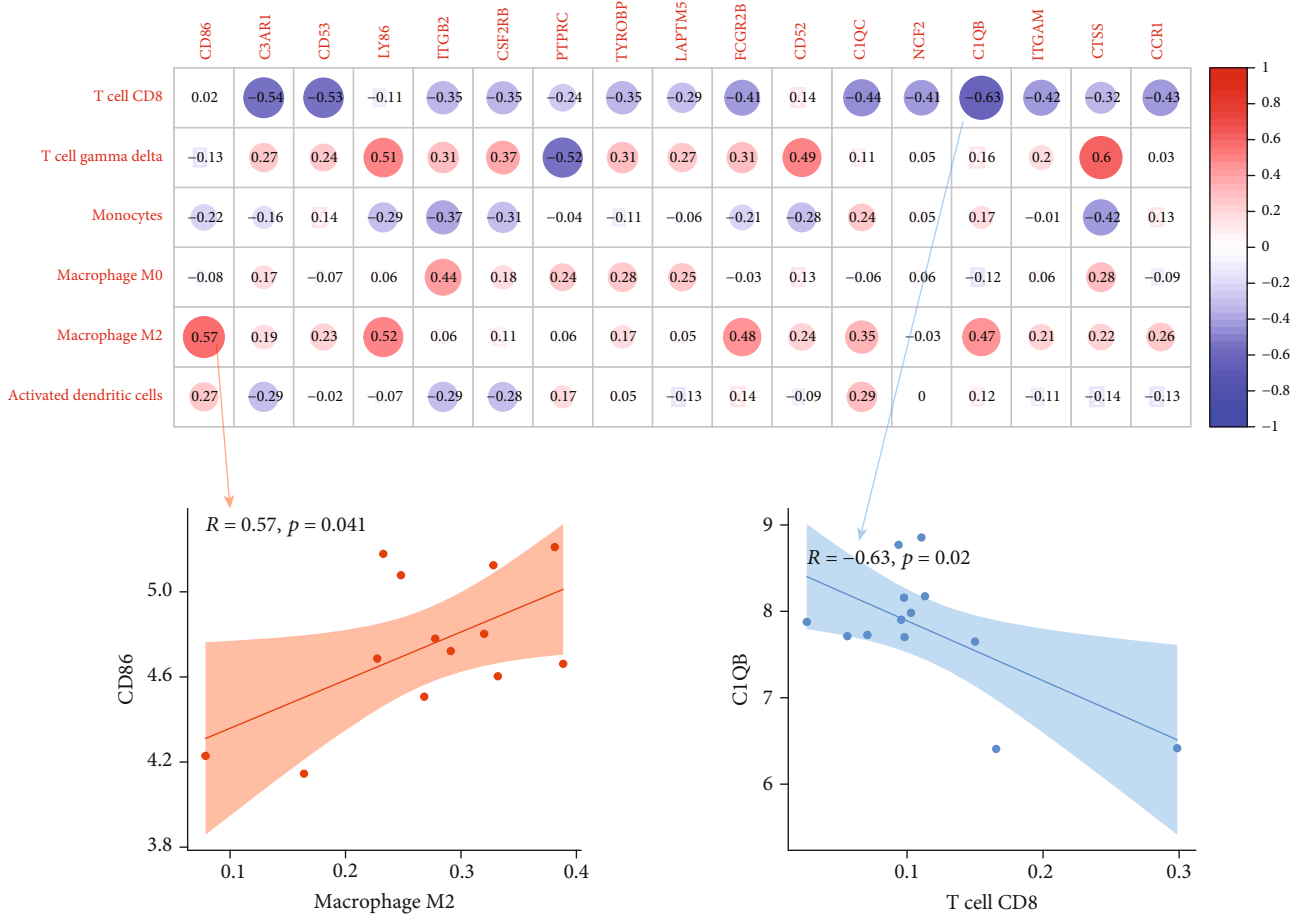 CD86 C3AR1 CD53 LY86 ITGB2 CSF2RB PTPRC TYROBP LAPTM5 FCGR2B CD52 C1QC NCF2 C1QB ITGAM CTSS CCR1
T cell CD8 0.02 −0.54 −0.53 −0.11 −0.35 −0.35 −0.24 −0.35 −0.29 −0.41 0.14 −0.44 −0.41 −0.63 −0.42 −0.32 −0.43
T cell gamma delta −0.13 0.27 0.24 0.51 0.31 0.37 −0.52 0.31 0.27 0.31 0.49 0.11 0.05 0.16 0.2 0.6 0.03
Monocytes −0.22 −0.16 0.14 −0.29 −0.37 −0.31 −0.04 −0.11 −0.06 −0.21 −0.28 0.24 0.05 0.17 −0.01 −0.42 0.13
Macrophage M0 −0.08 0.17 −0.07 0.06 0.44 0.18 0.24 0.28 0.25 −0.03 0.13 −0.06 0.06 −0.12 0.06 0.28 −0.09
Macrophage M2 0.57 0.19 0.23 0.52 0.06 0.11 0.06 0.17 0.05 0.48 0.24 0.35 −0.03 0.47 0.21 0.22 0.26
Activated dendritic cells 0.27 −0.29 −0.02 −0.07 −0.29 −0.28 0.17 0.05 −0.13 0.14 −0.09 0.29 0 0.12 −0.11 −0.14 −0.13
1
0.8
0.6
0.4
0.2
0
−0.2
−0.4
−0.6
−0.8
−1
R = 0.57, p = 0.041
5.0
4.6
4.2
3.8
CD86
0.1 0.2 0.3 0.4
Macrophage M2
R = −0.63, p = 0.02
9
8
7
6
C1QB
0.1 0.2 0.3
T cell CD8